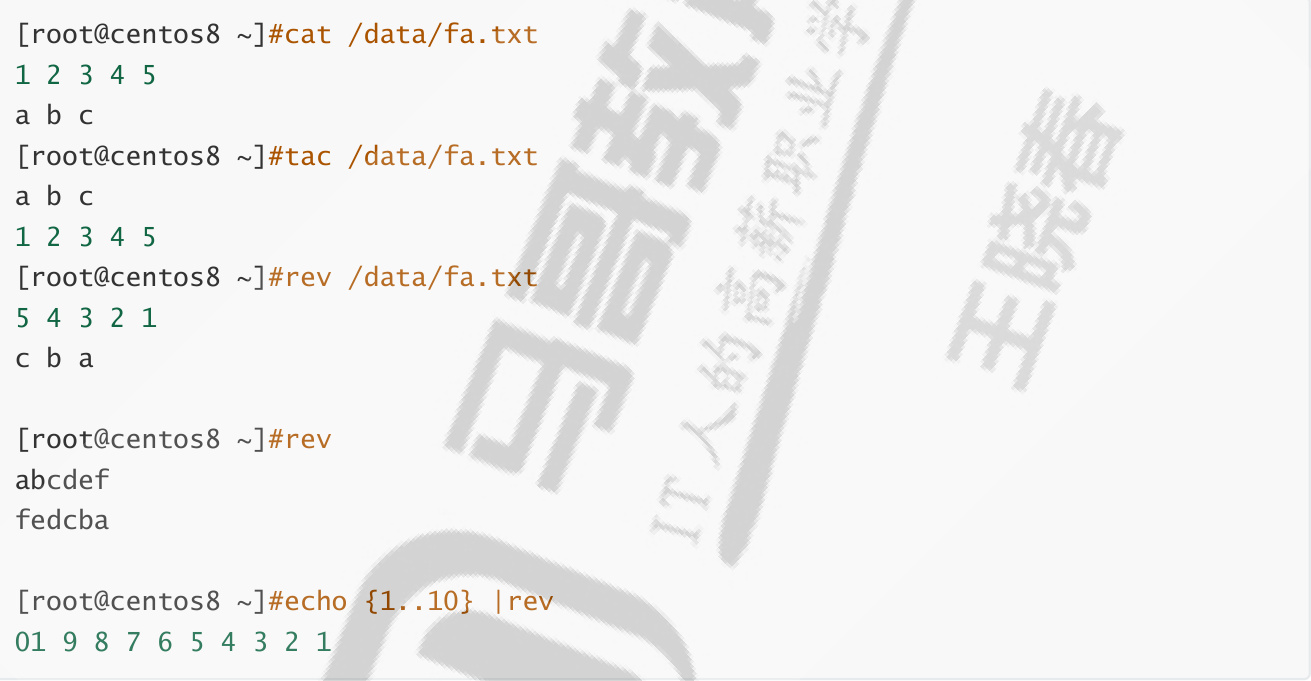 [root@centos8 ~]#cat /data/fa.txt
1 2 3 4 5
a b c
[root@centos8 ~]#tac /data/fa.txt
a b c
1 2 3 4 5
[root@centos8 ~]#rev /data/fa.txt
5 4 3 2 1
c b a
[root@centos8 ~]#rev
abcdef
fedcba
[root@centos8 ~]#echo {1..10} |rev
01 9 8 7 6 5 4 3 2 1
马哥教
IT人的高薪职业学
王晓春